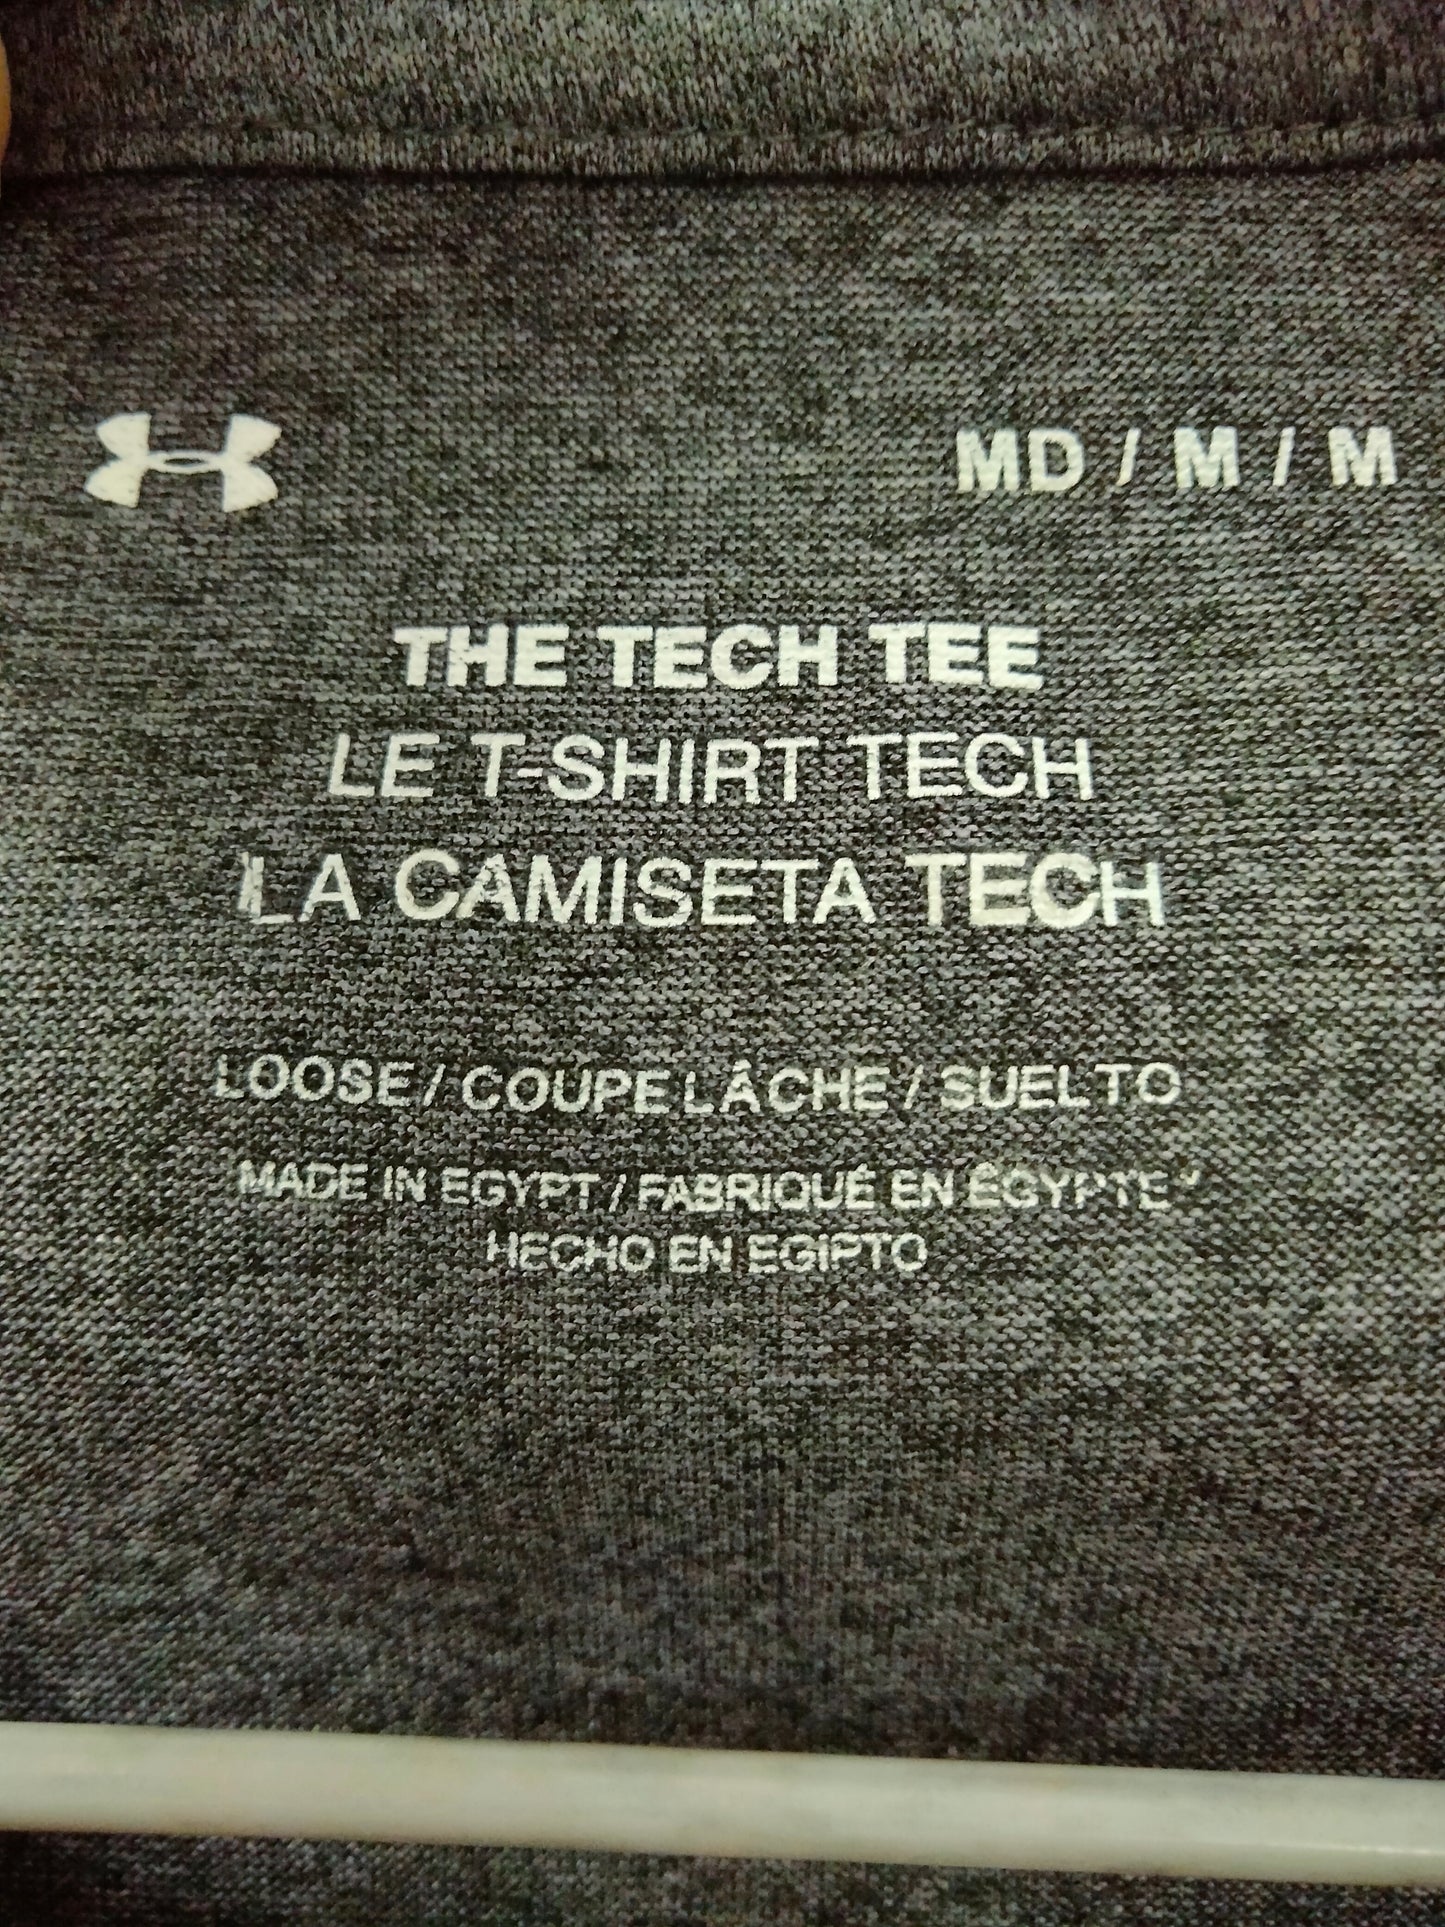 MD / M / M
THE TECH TEE
LE T-SHIRT TECH
LA CAMISETA TECH
LOOSE / COUPE LÂCHE / SUELTO
MADE IN EGYPT / FABRIQUÉ EN ÉGYPTE /
HECHO EN EGIPTO